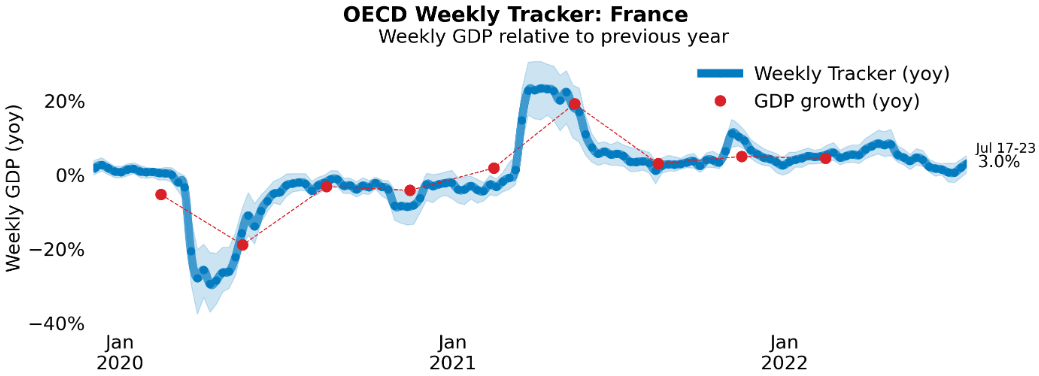 OECD Weekly Tracker: France
Weekly GDP relative to previous year
Weekly Tracker (yoy)
GDP growth (yoy)
Weekly GDP (yoy)
20%
0%
−20%
−40%
Jul 17-23
3.0%
Jan
2020
Jan
2021
Jan
2022